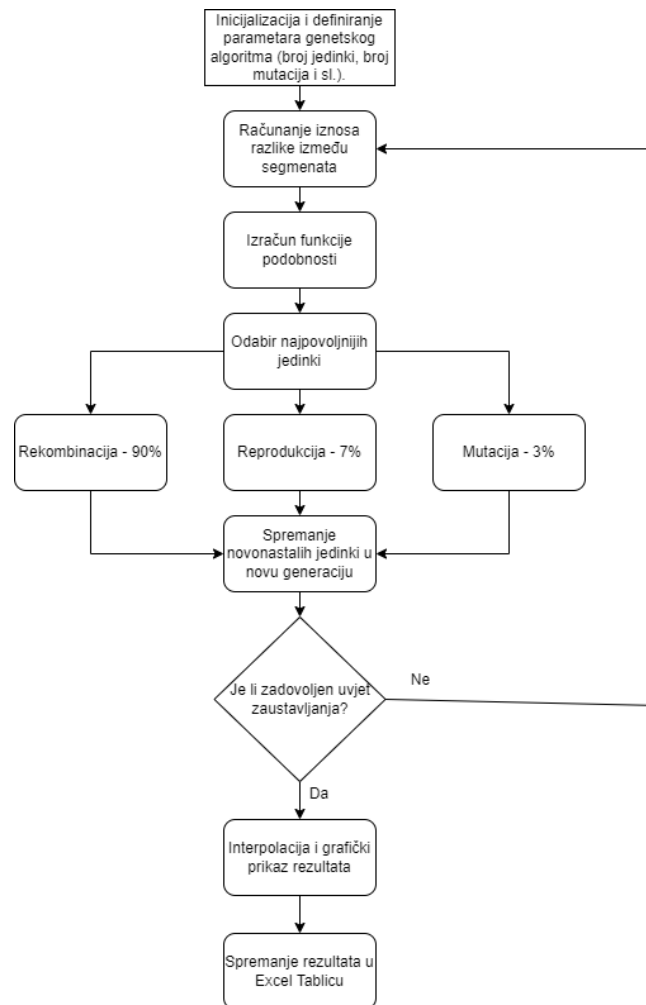 Inicijalizacija i definiranje
parametara genetskog
algoritma (broj jedinki, broj
mutacija i sl.).
Računanje iznosa
razlike između
segmenata
Izračun funkcije
podobnosti
Odabir najpovoljnijih
jedinki
Rekombinacija - 90%
Reprodukcija - 7%
Mutacija - 3%
Spremanje
novonastalih jedinki u
novu generaciju
Je li zadovoljen uvjet
zaustavljanja?
Ne
Da
Interpolacija i grafički
prikaz rezultata
Spremanje rezultata u
Excel Tablicu